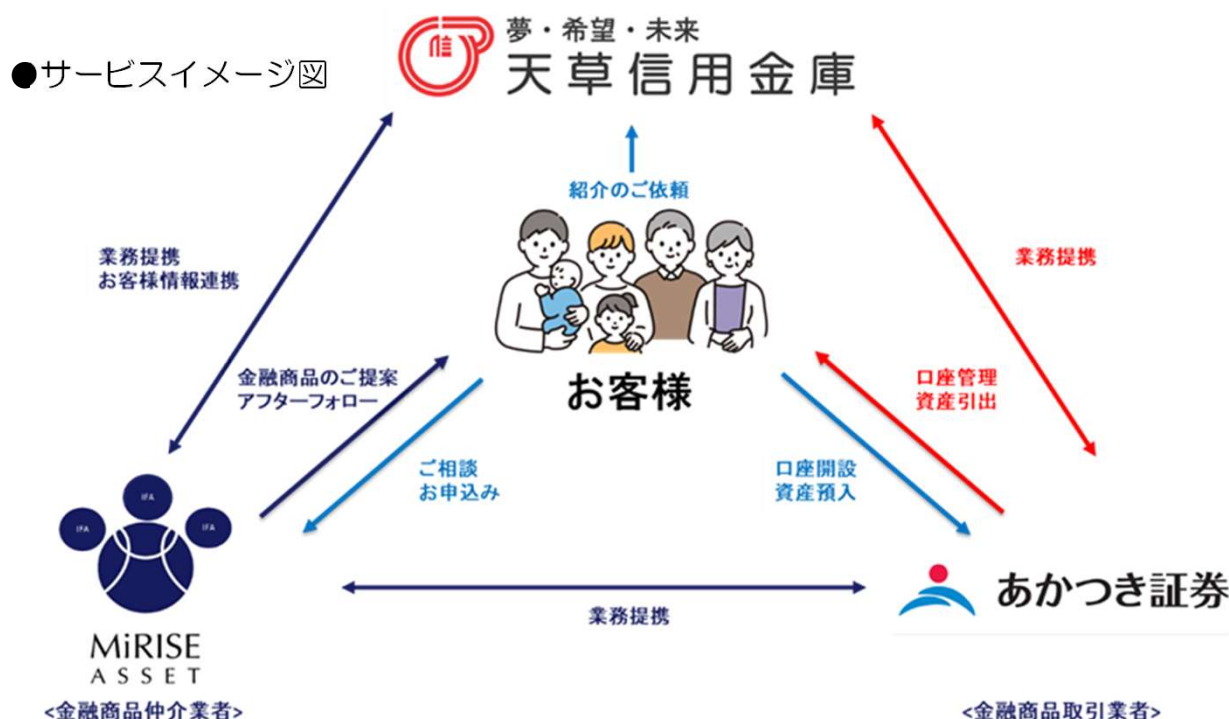 夢・希望・未来
天草信用金庫
●サービスイメージ図
信
紹介のご依頼
業務提携
お客様情報連携
業務提携
金融商品のご提案
アフターフォロー
お客様
口座管理
資産引出
ご相談
お申込み
口座開設
資産預入
IFA
IFA
IFA
業務提携
あかつき証券
MiRISE
ASSET
<金融商品仲介業者>
<金融商品取引業者>